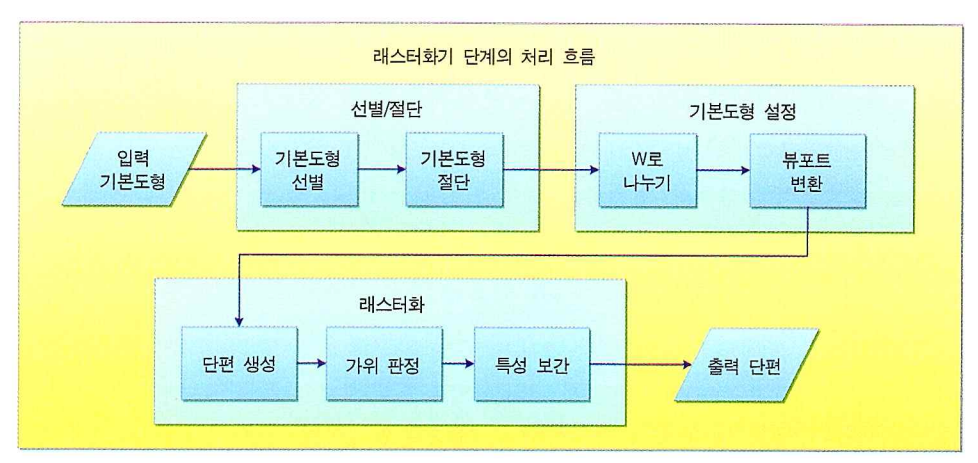 래스터화기 단계의 처리 흐름
선별/절단
기본도형 설정
입력
기본도형
기본도형
선별
기본도형
절단
W로
나누기
뷰포트
변환
래스터화
단편 생성
가위 판정
특성 보간
출력 단편